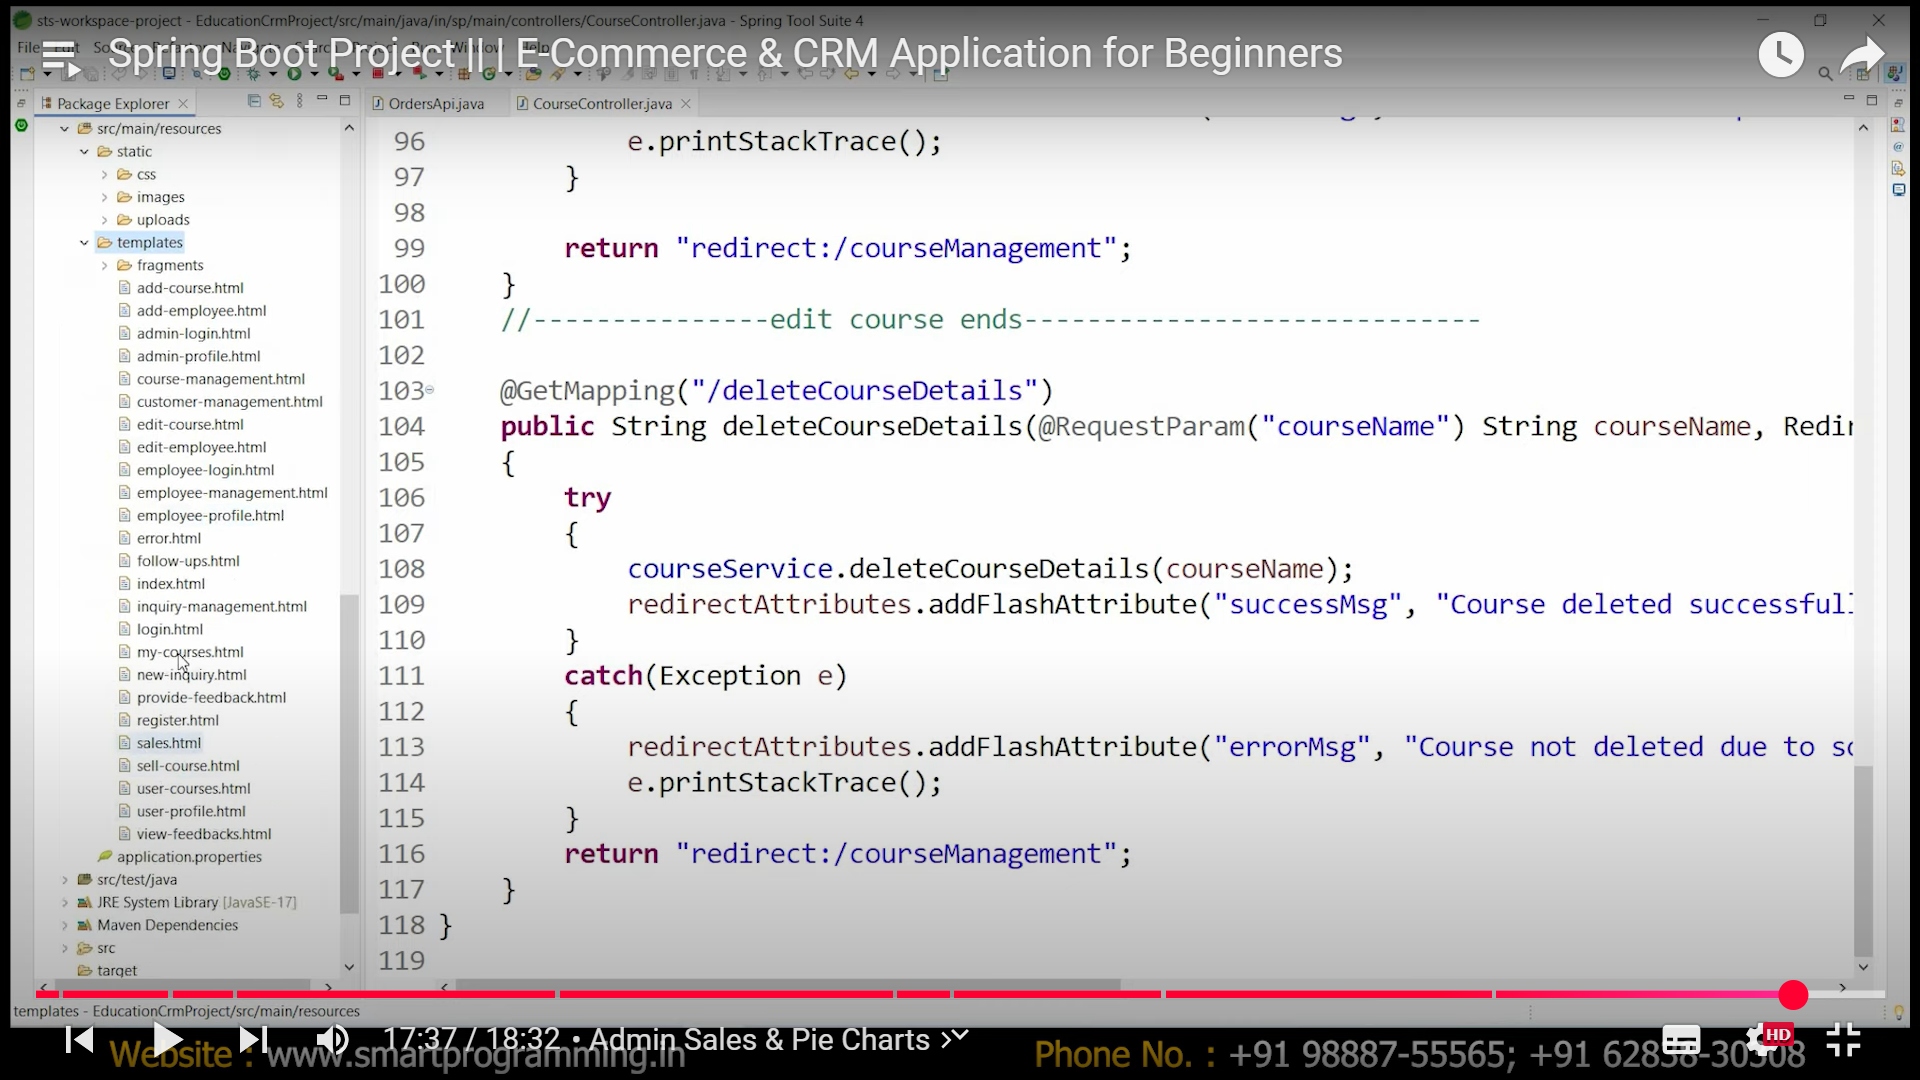 sts-workspace-project - EducationCrmProject/src/main/java/in/sp/main/controllers/CourseController.java - Spring Tool Suite 4
Spring Boot Project || | E-Commerce & CRM Application for Beginners
Package Explorer
OrdersApi.java
CourseController.java
src/main/resources
static
css
images
uploads
templates
fragments
add-course.html
add-employee.html
admin-login.html
admin-profile.html
course-management.html
customer-management.html
edit-course.html
edit-employee.html
employee-login.html
employee-management.html
employee-profile.html
error.html
follow-ups.html
index.html
inquiry-management.html
login.html
my-courses.html
new-inquiry.html
provide-feedback.html
register.html
sales.html
sell-course.html
user-courses.html
user-profile.html
view-feedbacks.html
application.properties
src/test/java
JRE System Library [JavaSE-17]
Maven Dependencies
src
target
96 e.printStackTrace();
97 }
98
99 return "redirect:/courseManagement";
100 }
101 //---------------edit course ends-----------------------------
102
103 @GetMapping("/deleteCourseDetails")
104 public String deleteCourseDetails(@RequestParam("courseName") String courseName, Redir
105 {
106 try
107 {
108 courseService.deleteCourseDetails(courseName);
109 redirectAttributes.addFlashAttribute("successMsg", "Course deleted successful
110 }
111 catch(Exception e)
112 {
113 redirectAttributes.addFlashAttribute("errorMsg", "Course not deleted due to so
114 e.printStackTrace();
115 }
116 return "redirect:/courseManagement";
117 }
118 }
119
templates - EducationCrmProject/src/main/resources
17:37 / 18:32 • Admin Sales & Pie Charts
HD
Website : www.smartprogramming.in
Phone No. : +91 98887-55565; +91 62838-30308